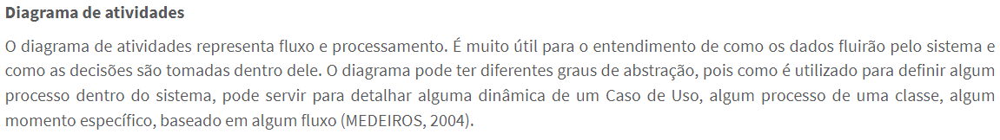 Diagrama de atividades
O diagrama de atividades representa fluxo e processamento. É muito útil para o entendimento de como os dados fluirão pelo sistema e
como as decisões são tomadas dentro dele. O diagrama pode ter diferentes graus de abstração, pois como é utilizado para definir algum
processo dentro do sistema, pode servir para detalhar alguma dinâmica de um Caso de Uso, algum processo de uma classe, algum
momento específico, baseado em algum fluxo (MEDEIROS, 2004).